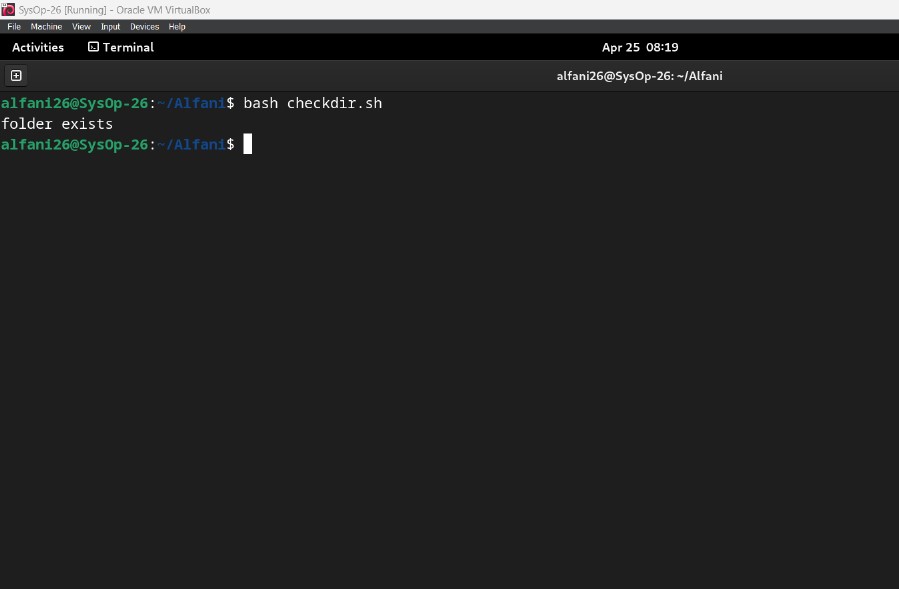 SysOp-26 [Running] - Oracle VM VirtualBox
File Machine View Input Devices Help
Activities Terminal Apr 25 08:19
alfani26@SysOp-26: ~/Alfani
alfani26@SysOp-26:~/Alfani$ bash checkdir.sh
folder exists
alfani26@SysOp-26:~/Alfani$